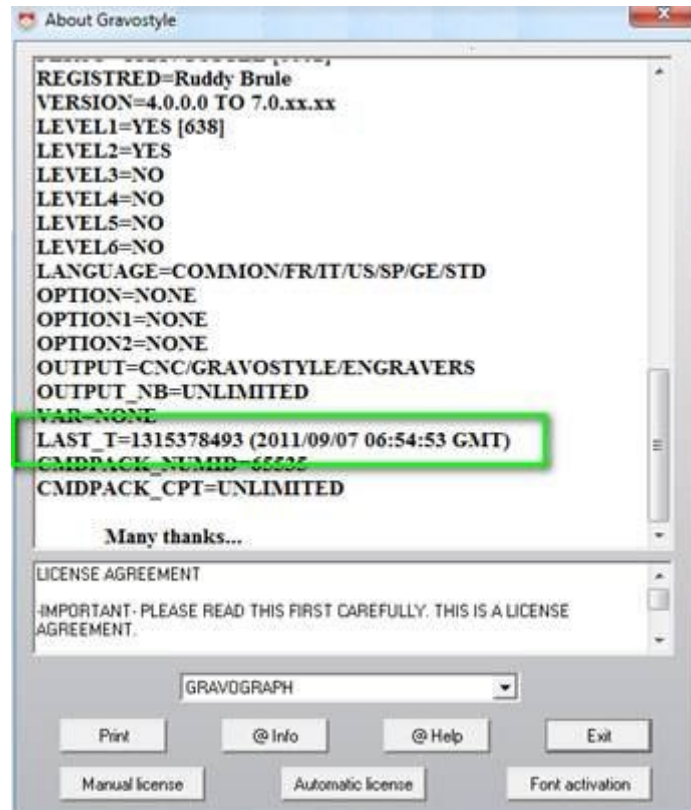 About Gravostyle
REGISTRED=Ruddy Brule
VERSION=4.0.0.0 TO 7.0.xx.xx
LEVEL1=YES [638]
LEVEL2=YES
LEVEL3=NO
LEVEL4=NO
LEVEL5=NO
LEVEL6=NO
LANGUAGE=COMMON/FR/IT/US/SP/GE/STD
OPTION=NONE
OPTION1=NONE
OPTION2=NONE
OUTPUT=CNC/GRAVOSTYLE/ENGRAVERS
OUTPUT_NB=UNLIMITED
VAR=NONE
LAST_T=1315378493 (2011/09/07 06:54:53 GMT)
CMDPACK_NUMID=65535
CMDPACK_CPT=UNLIMITED
Many thanks...
LICENSE AGREEMENT
-IMPORTANT- PLEASE READ THIS FIRST CAREFULLY. THIS IS A LICENSE
AGREEMENT.
GRAVOGRAPH
Print @ Info @ Help Exit
Manual license Automatic license Font activation